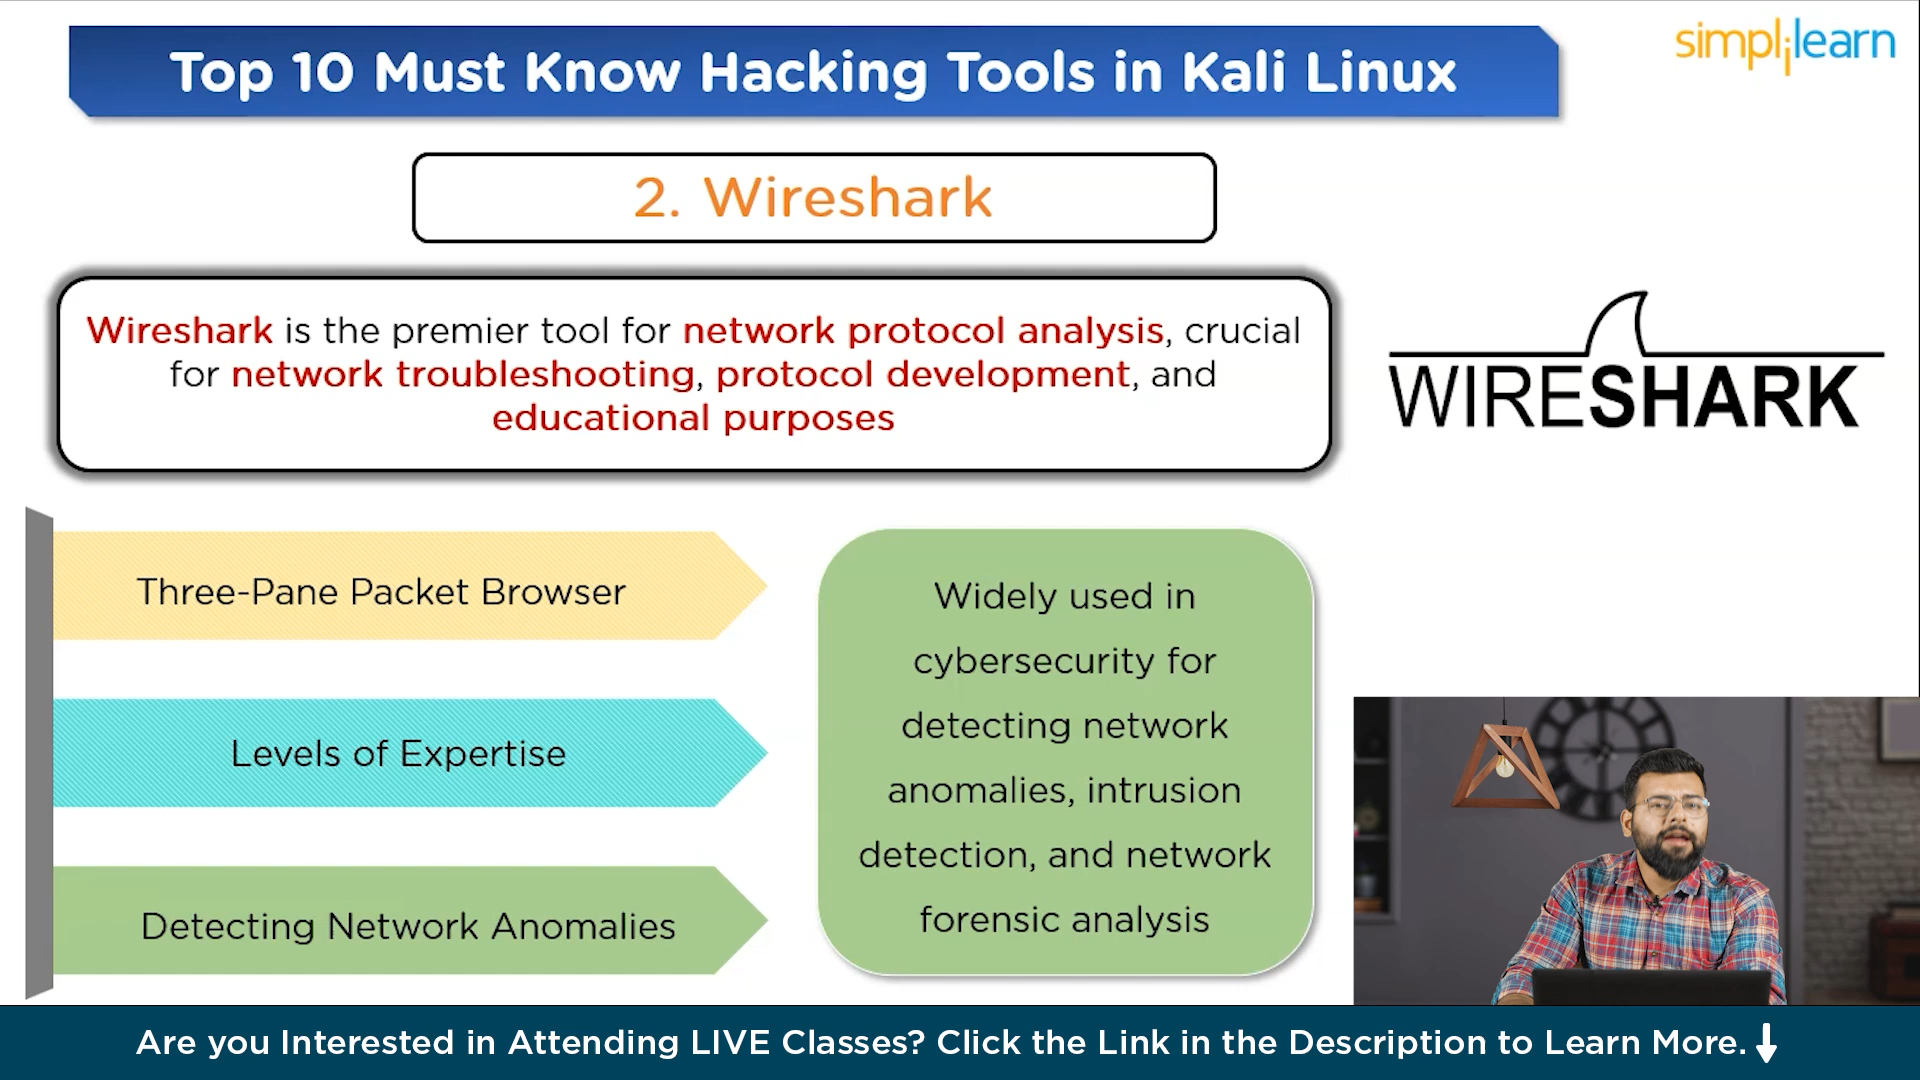 Top 10 Must Know Hacking Tools in Kali Linux
simplilearn
2. Wireshark
Wireshark is the premier tool for network protocol analysis, crucial
for network troubleshooting, protocol development, and
educational purposes
WIRESHARK
Three-Pane Packet Browser
Levels of Expertise
Detecting Network Anomalies
Widely used in
cybersecurity for
detecting network
anomalies, intrusion
detection, and network
forensic analysis
Are you Interested in Attending LIVE Classes? Click the Link in the Description to Learn More.